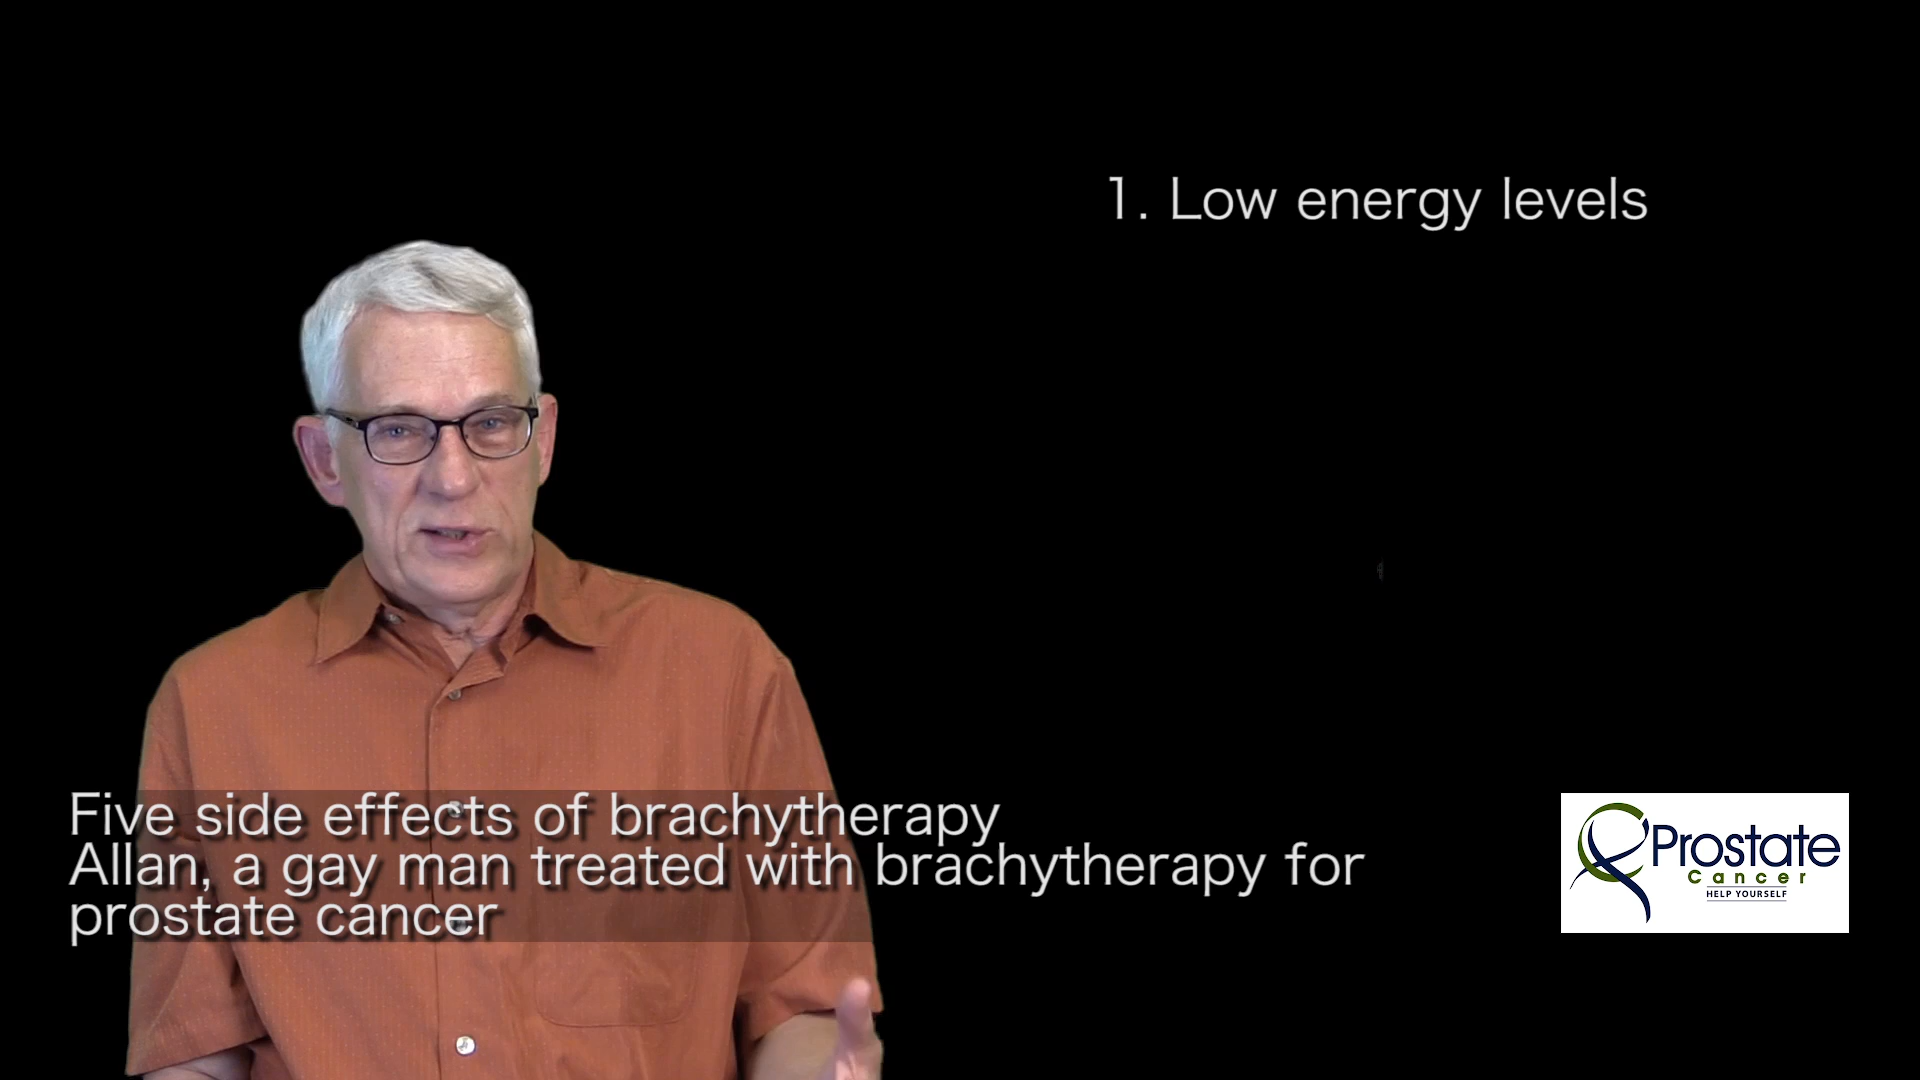 1. Low energy levels
Five side effects of brachytherapy
Allan, a gay man treated with brachytherapy for
prostate cancer
Prostate
Cancer
HELP YOURSELF